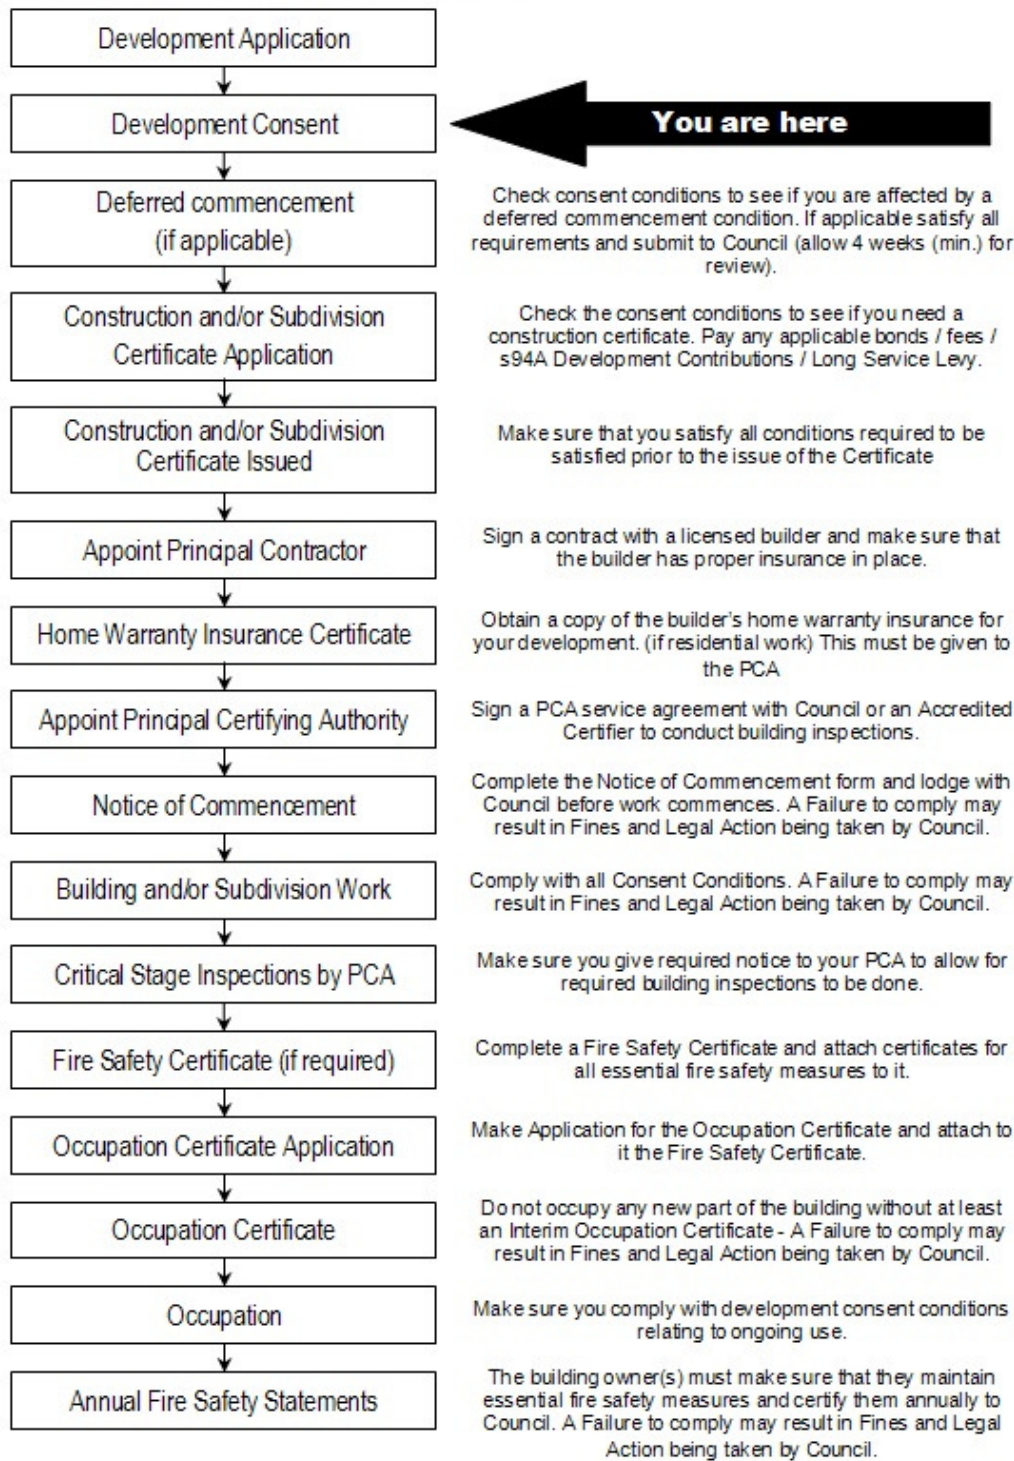 Development Application
Development Consent
You are here
Deferred commencement
(if applicable)
Check consent conditions to see if you are affected by a
deferred commencement condition. If applicable satisfy all
requirements and submit to Council (allow 4 weeks (min.) for
review).
Construction and/or Subdivision
Certificate Application
Check the consent conditions to see if you need a
construction certificate. Pay any applicable bonds / fees /
s94A Development Contributions / Long Service Levy.
Construction and/or Subdivision
Certificate Issued
Make sure that you satisfy all conditions required to be
satisfied prior to the issue of the Certificate
Appoint Principal Contractor
Sign a contract with a licensed builder and make sure that
the builder has proper insurance in place.
Home Warranty Insurance Certificate
Obtain a copy of the builder's home warranty insurance for
your development. (if residential work) This must be given to
the PCA
Appoint Principal Certifying Authority
Sign a PCA service agreement with Council or an Accredited
Certifier to conduct building inspections.
Notice of Commencement
Complete the Notice of Commencement form and lodge with
Council before work commences. A Failure to comply may
result in Fines and Legal Action being taken by Council.
Building and/or Subdivision Work
Comply with all Consent Conditions. A Failure to comply may
result in Fines and Legal Action being taken by Council.
Critical Stage Inspections by PCA
Make sure you give required notice to your PCA to allow for
required building inspections to be done.
Fire Safety Certificate (if required)
Complete a Fire Safety Certificate and attach certificates for
all essential fire safety measures to it.
Occupation Certificate Application
Make Application for the Occupation Certificate and attach to
it the Fire Safety Certificate.
Occupation Certificate
Do not occupy any new part of the building without at least
an Interim Occupation Certificate - A Failure to comply may
result in Fines and Legal Action being taken by Council.
Occupation
Make sure you comply with development consent conditions
relating to ongoing use.
Annual Fire Safety Statements
The building owner(s) must make sure that they maintain
essential fire safety measures and certify them annually to
Council. A Failure to comply may result in Fines and Legal
Action being taken by Council.